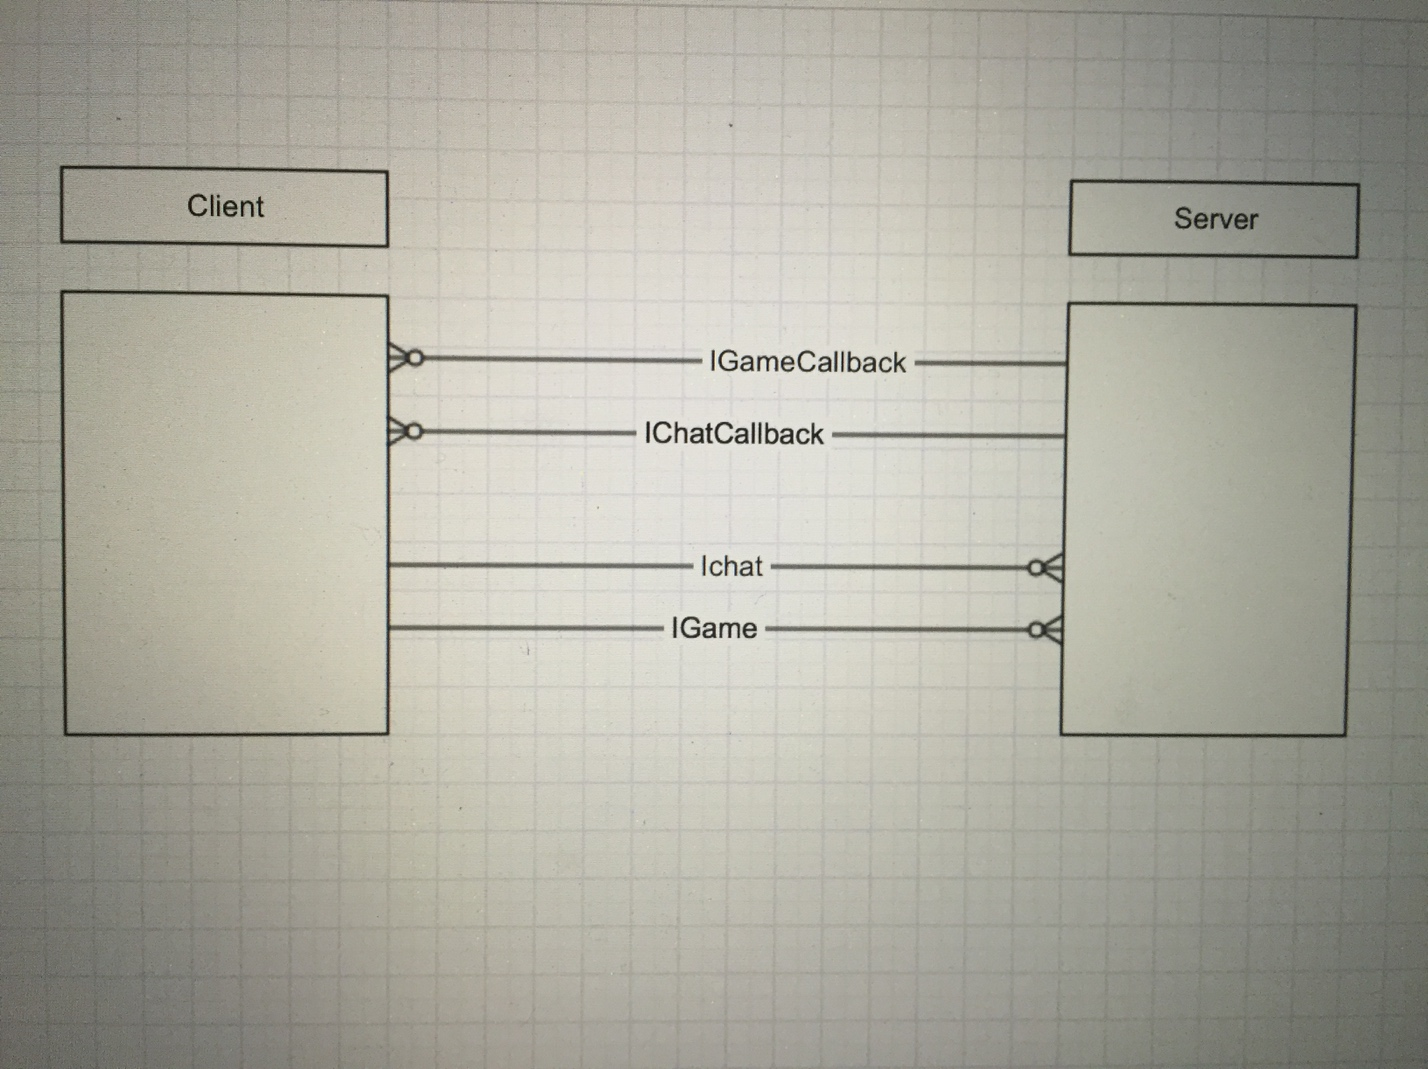 Client
Server
IGameCallback
IChatCallback
Ichat
IGame